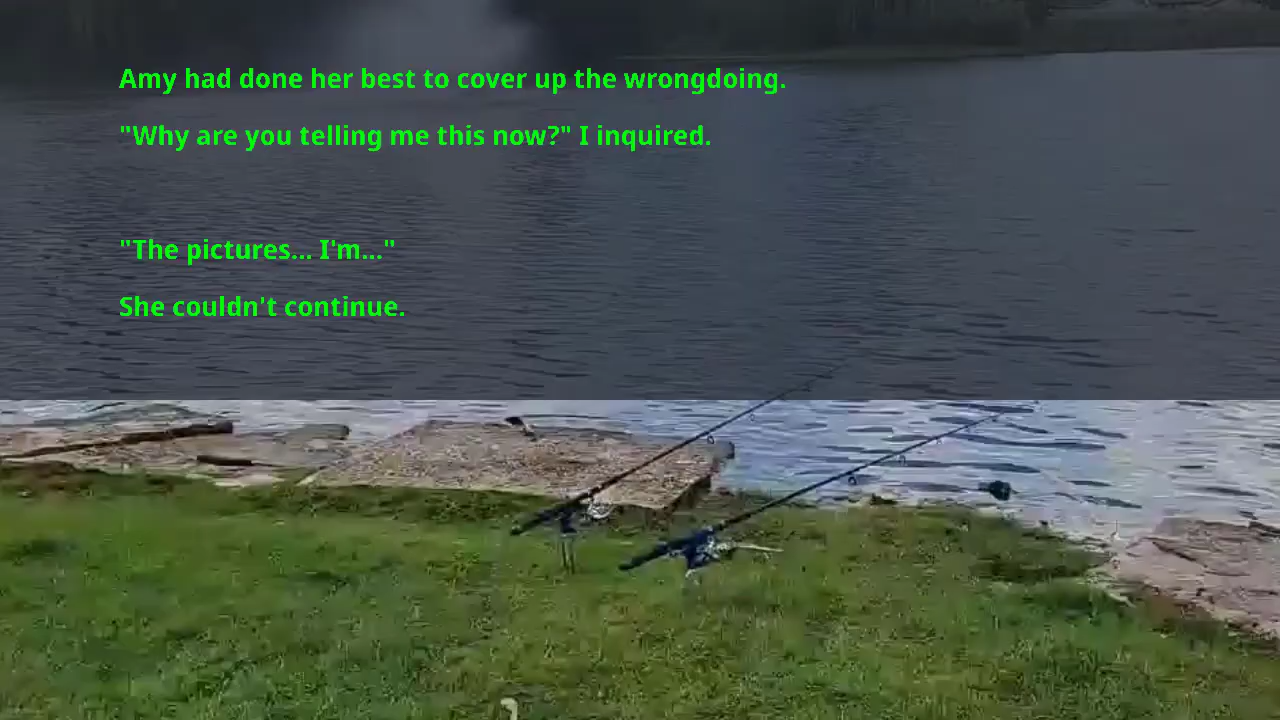 Amy had done her best to cover up the wrongdoing.
"Why are you telling me this now?" I inquired.
"The pictures... I'm..."
She couldn't continue.